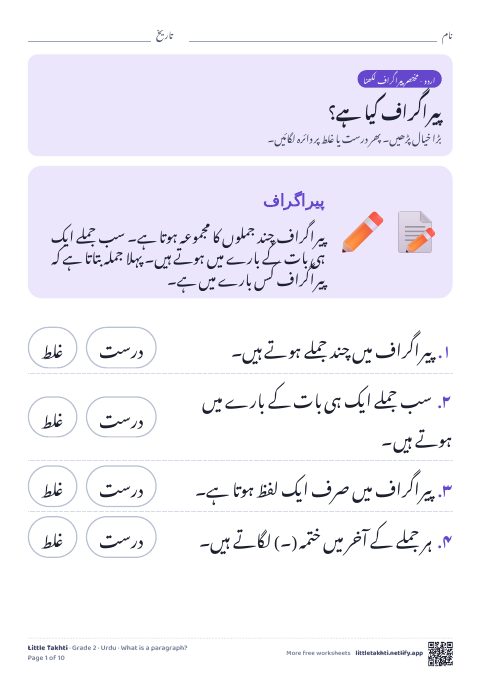 نام تاریخ
اردو · مختصر پیراگراف لکھنا
پیراگراف کیا ہے؟
بڑا خیال پڑھیں۔ پھر درست یا غلط پر دائرہ لگائیں۔
پیراگراف
پیراگراف چند جملوں کا مجموعہ ہوتا ہے۔ سب جملے ایک
ہی بات کے بارے میں ہوتے ہیں۔ پہلا جملہ بتاتا ہے کہ
پیراگراف کس بارے میں ہے۔
۱. پیراگراف میں چند جملے ہوتے ہیں۔ درست غلط
۲. سب جملے ایک ہی بات کے بارے میں
ہوتے ہیں۔ درست غلط
۳. پیراگراف میں صرف ایک لفظ ہوتا ہے۔ درست غلط
۴. ہر جملے کے آخر میں ختمہ (۔) لگاتے ہیں۔ درست غلط
Little Takhti · Grade 2 · Urdu · What is a paragraph?
Page 1 of 10
More free worksheets · littletakhti.netlify.app